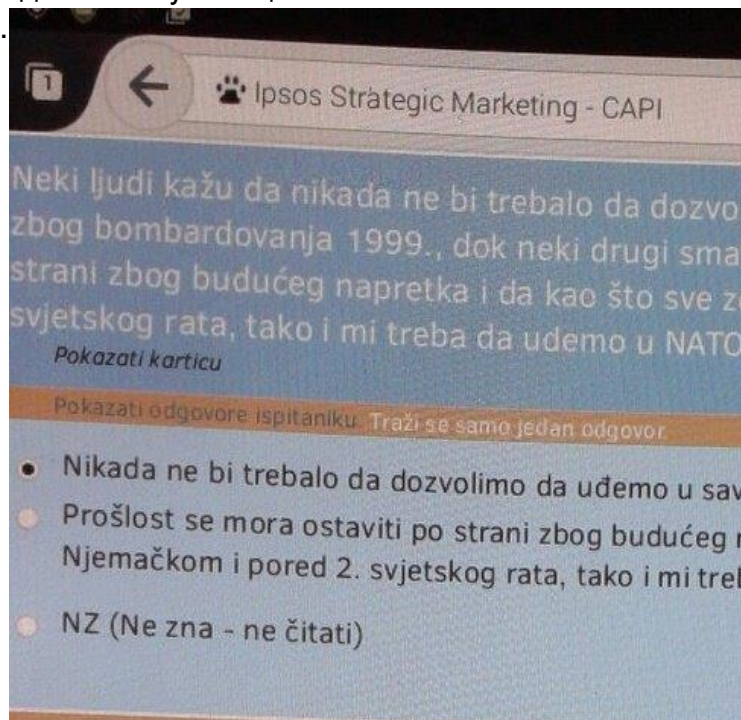 .
1
Ipsos Strategic Marketing - CAPI
Neki ljudi kažu da nikada ne bi trebalo da dozvo
zbog bombardovanja 1999., dok neki drugi sma
strani zbog budućeg napretka i da kao što sve z
svjetskog rata, tako i mi treba da uđemo u NATO
Pokazati karticu
Pokazati odgovore ispitaniku. Traži se samo jedan odgovor.
Nikada ne bi trebalo da dozvolimo da uđemo u sav
Prošlost se mora ostaviti po strani zbog budućeg
Njemačkom i pored 2. svjetskog rata, tako i mi treb
NZ (Ne zna - ne čitati)